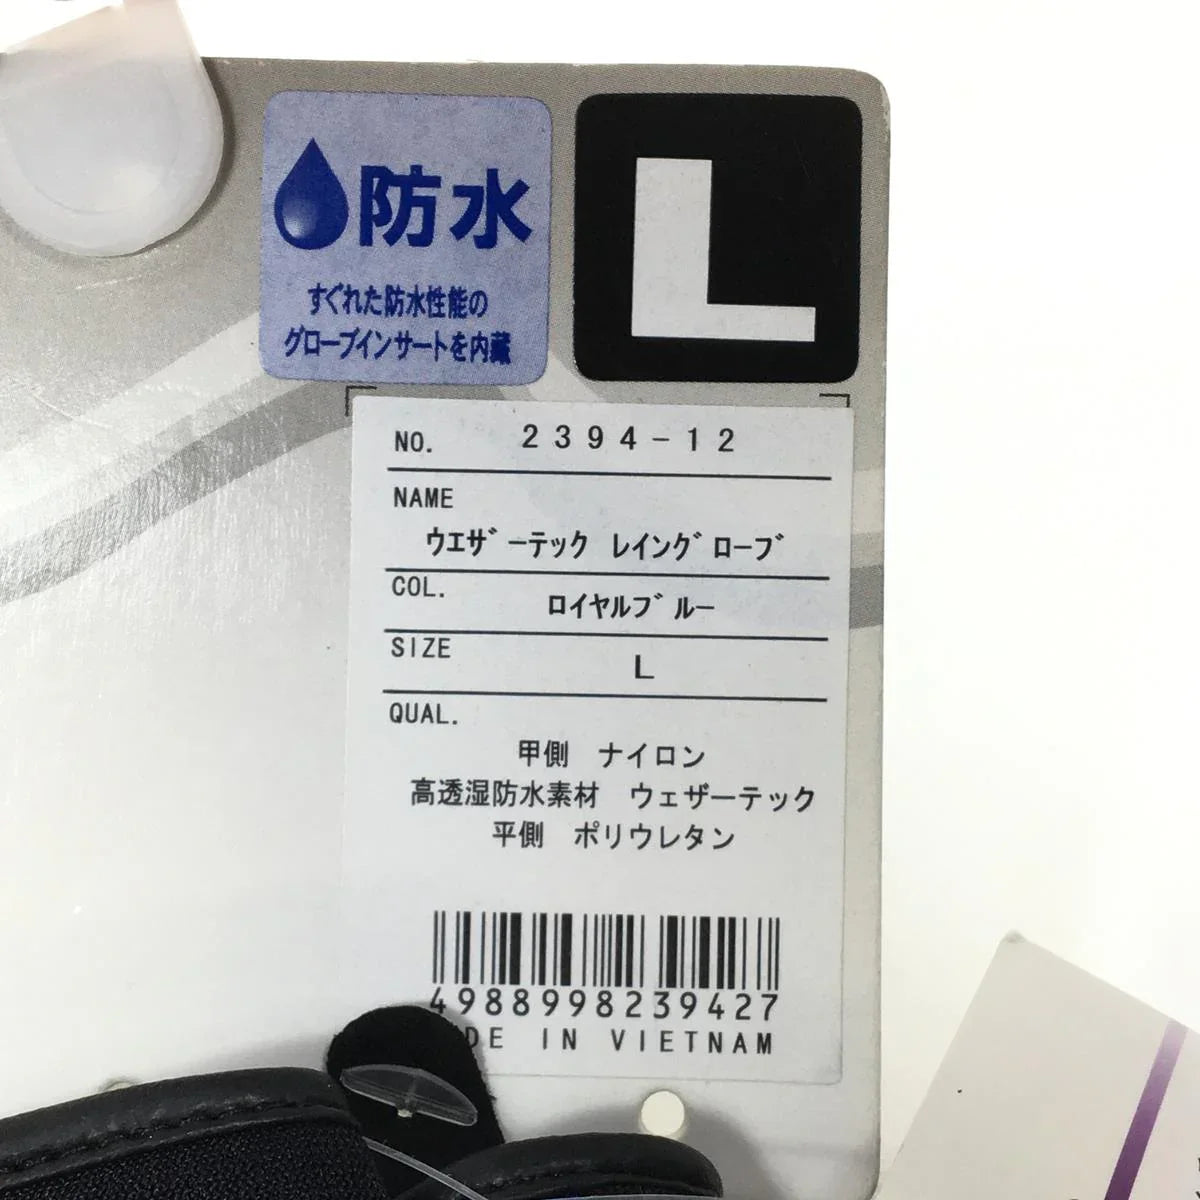 防水
すぐれた防水性能の
グローブインサートを内蔵
L
NO. 2394-12
NAME
ウエザーテック レイングローブ
COL. ロイヤルブルー
SIZE L
QUAL.
甲側 ナイロン
高透湿防水素材 ウェザーテック
平側 ポリウレタン
4988998239427
DE IN VIETNAM